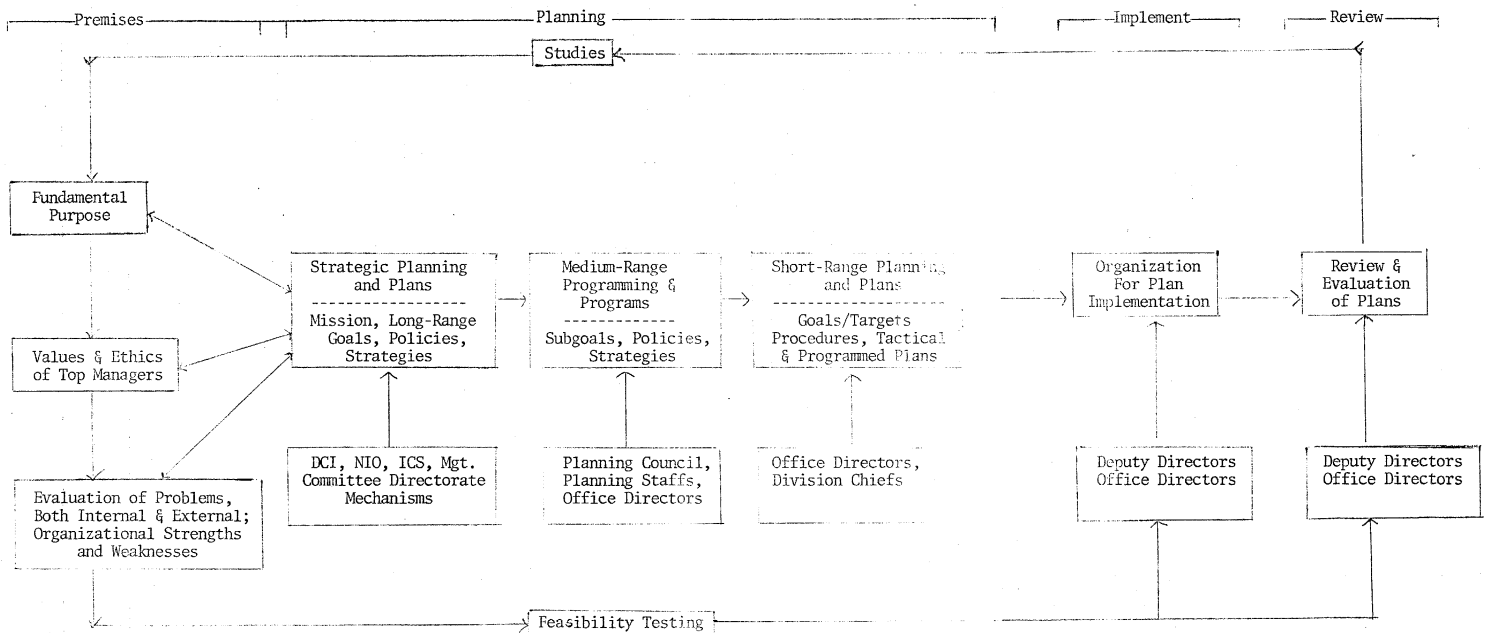 Premises
Planning
Implement
Review
Studies
Fundamental
Purpose
Strategic Planning
and Plans
Mission, Long-Range
Goals, Policies,
Strategies
Medium-Range
Programming &
Programs
Subgoals, Policies,
Strategies
Short-Range Planning
and Plans
Goals/Targets
Procedures, Tactical
& Programmed Plans
Organization
For Plan
Implementation
Review &
Evaluation
of Plans
Values & Ethics
of Top Managers
DCI, NIO, ICS, Mgt.
Committee Directorate
Mechanisms
Planning Council,
Planning Staffs,
Office Directors
Office Directors,
Division Chiefs
Deputy Directors
Office Directors
Deputy Directors
Office Directors
Evaluation of Problems,
Both Internal & External;
Organizational Strengths
and Weaknesses
Feasibility Testing